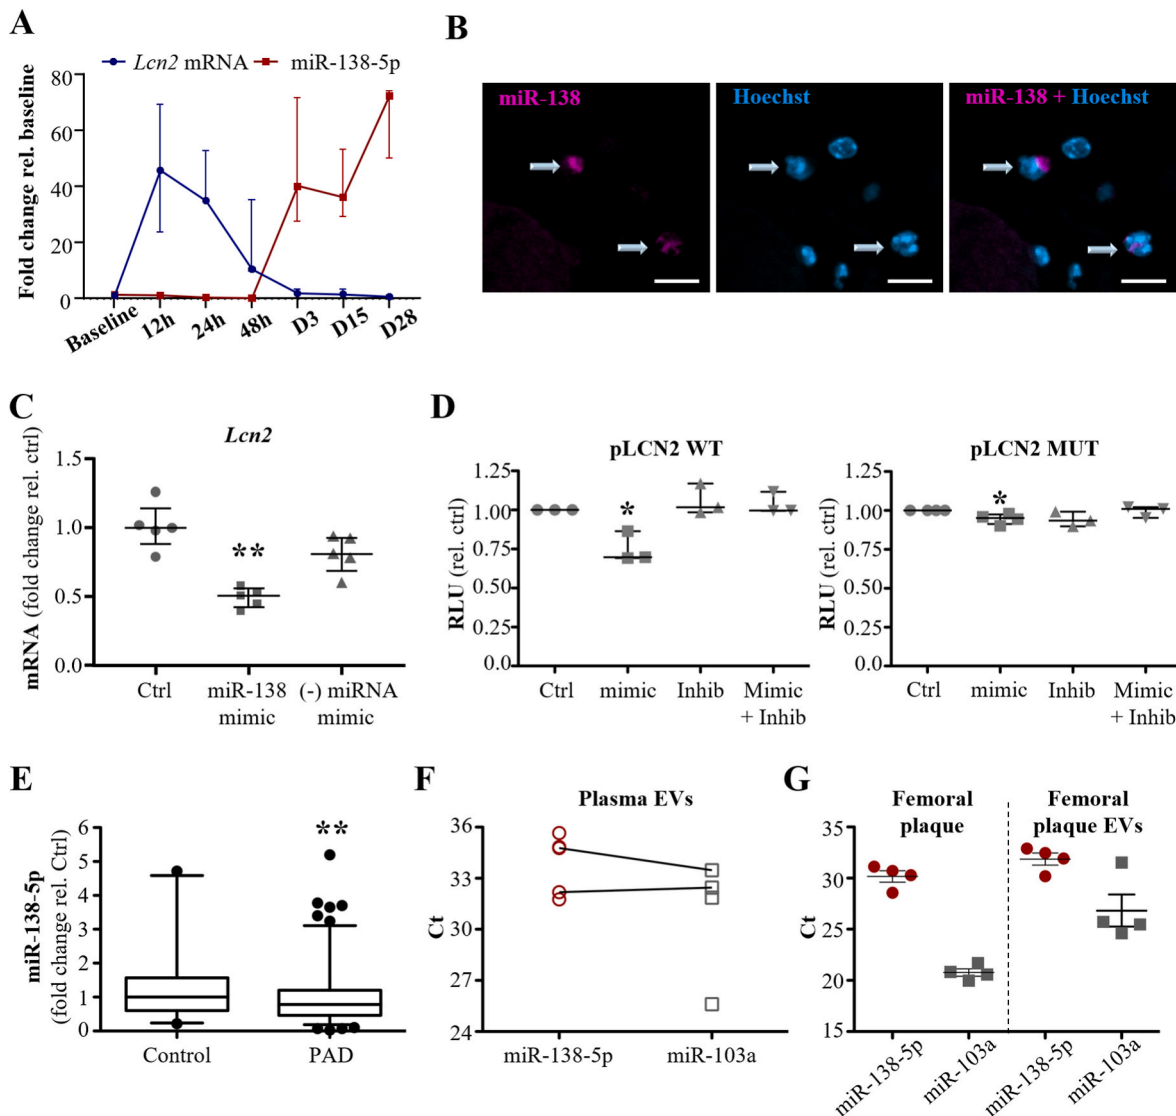 A
Lcn2 mRNA
miR-138-5p
Fold change rel. baseline
80
60
40
20
0
Baseline
12h
24h
48h
D3
D15
D28
B
miR-138
Hoechst
miR-138 + Hoechst
C
Lcn2
mRNA (fold change rel. ctrl)
1.5
1.0
0.5
0.0
**
Ctrl
miR-138
mimic
(-) miRNA
mimic
D
pLCN2 WT
RLU (rel. ctrl)
1.25
1.00
0.75
0.50
0.25
0.0
*
Ctrl
mimic
Inhib
Mimic
+ Inhib
pLCN2 MUT
RLU (rel. ctrl)
1.25
1.00
0.75
0.50
0.25
0.0
*
Ctrl
mimic
Inhib
Mimic
+ Inhib
E
miR-138-5p
(fold change rel. Ctrl)
6
5
4
3
2
1
0
**
Control
PAD
F
Plasma EVs
Ct
36
33
30
27
24
miR-138-5p
miR-103a
G
Femoral
plaque
Femoral
plaque EVs
Ct
35
30
25
20
15
miR-138-5p
miR-103a
miR-138-5p
miR-103a